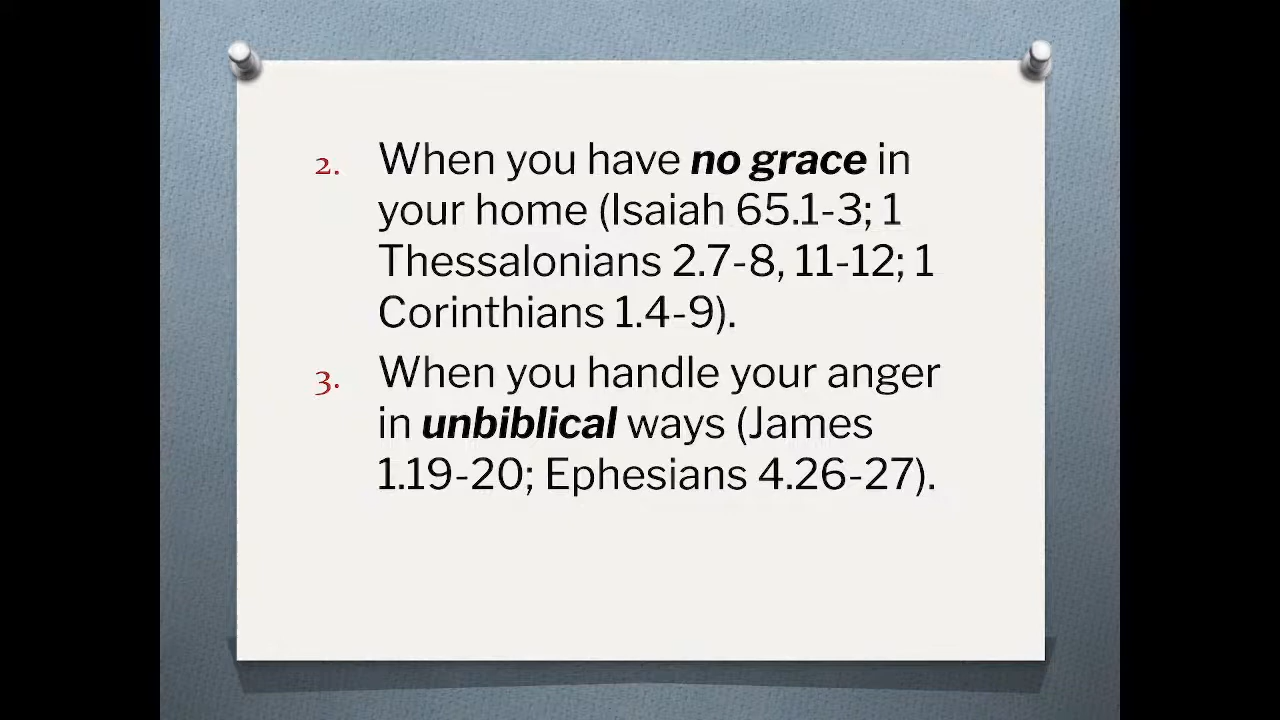 2. When you have no grace in
your home (Isaiah 65.1-3; 1
Thessalonians 2.7-8, 11-12; 1
Corinthians 1.4-9).
3. When you handle your anger
in unbiblical ways (James
1.19-20; Ephesians 4.26-27).